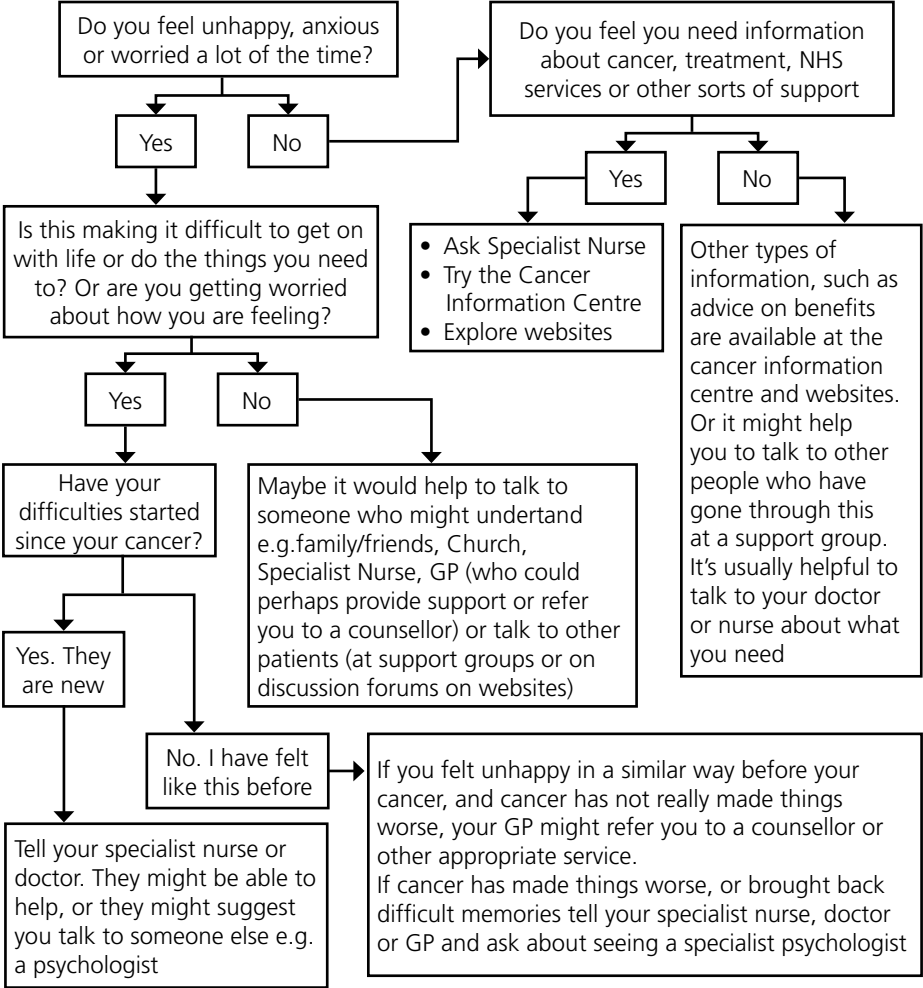 Do you feel unhappy, anxious
or worried a lot of the time?
Do you feel you need information
about cancer, treatment, NHS
services or other sorts of support
Yes
No
Yes
No
Is this making it difficult to get on
with life or do the things you need
to? Or are you getting worried
about how you are feeling?
• Ask Specialist Nurse
• Try the Cancer
Information Centre
• Explore websites
Other types of
information, such as
advice on benefits
are available at the
cancer information
centre and websites.
Or it might help
you to talk to other
people who have
gone through this
at a support group.
It's usually helpful to
talk to your doctor
or nurse about what
you need
Yes
No
Have your
difficulties started
since your cancer?
Maybe it would help to talk to
someone who might undertand
e.g.family/friends, Church,
Specialist Nurse, GP (who could
perhaps provide support or refer
you to a counsellor) or talk to other
patients (at support groups or on
discussion forums on websites)
Yes. They
are new
No. I have felt
like this before
If you felt unhappy in a similar way before your
cancer, and cancer has not really made things
worse, your GP might refer you to a counsellor or
other appropriate service.
If cancer has made things worse, or brought back
difficult memories tell your specialist nurse, doctor
or GP and ask about seeing a specialist psychologist
Tell your specialist nurse or
doctor. They might be able to
help, or they might suggest
you talk to someone else e.g.
a psychologist